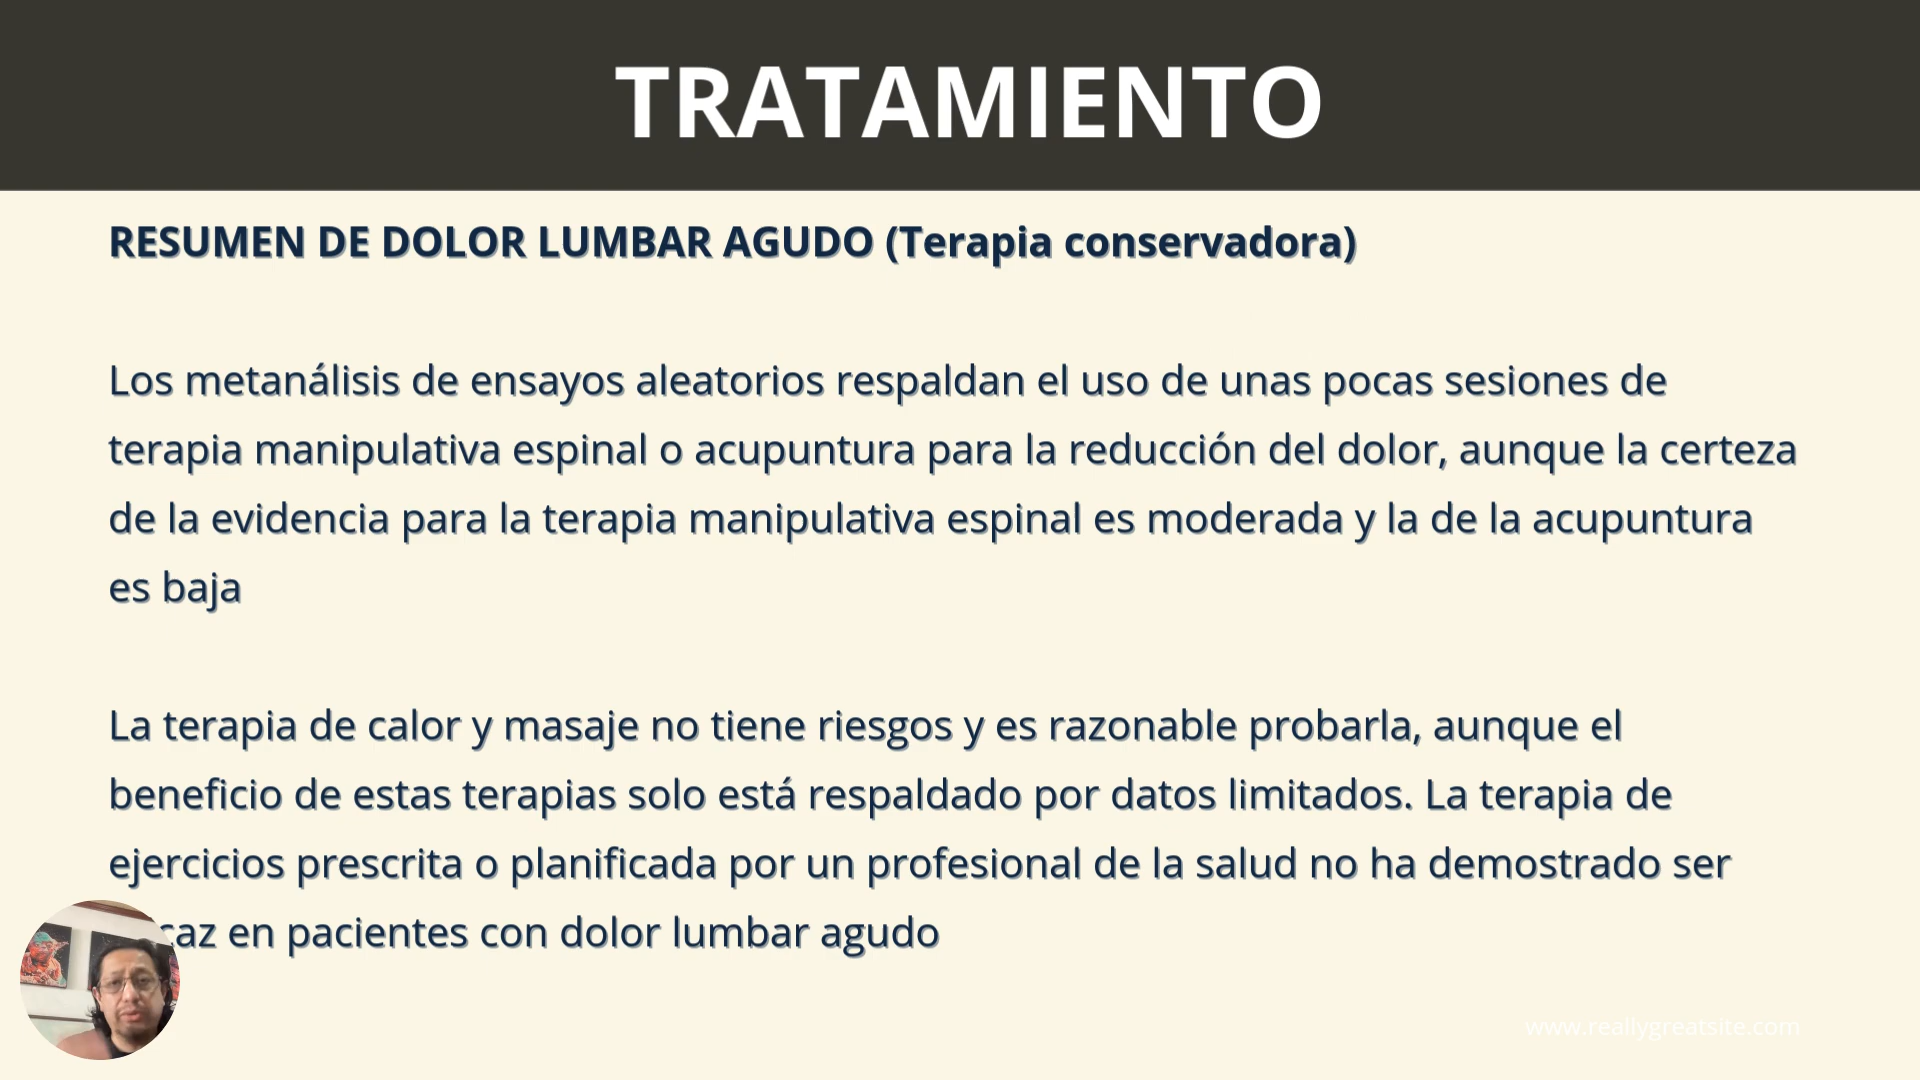 TRATAMIENTO
RESUMEN DE DOLOR LUMBAR AGUDO (Terapia conservadora)
Los metanálisis de ensayos aleatorios respaldan el uso de unas pocas sesiones de
terapia manipulativa espinal o acupuntura para la reducción del dolor, aunque la certeza
de la evidencia para la terapia manipulativa espinal es moderada y la de la acupuntura
es baja
La terapia de calor y masaje no tiene riesgos y es razonable probarla, aunque el
beneficio de estas terapias solo está respaldado por datos limitados. La terapia de
ejercicios prescrita o planificada por un profesional de la salud no ha demostrado ser
en pacientes con dolor lumbar agudo
www.reallygreatsite.com